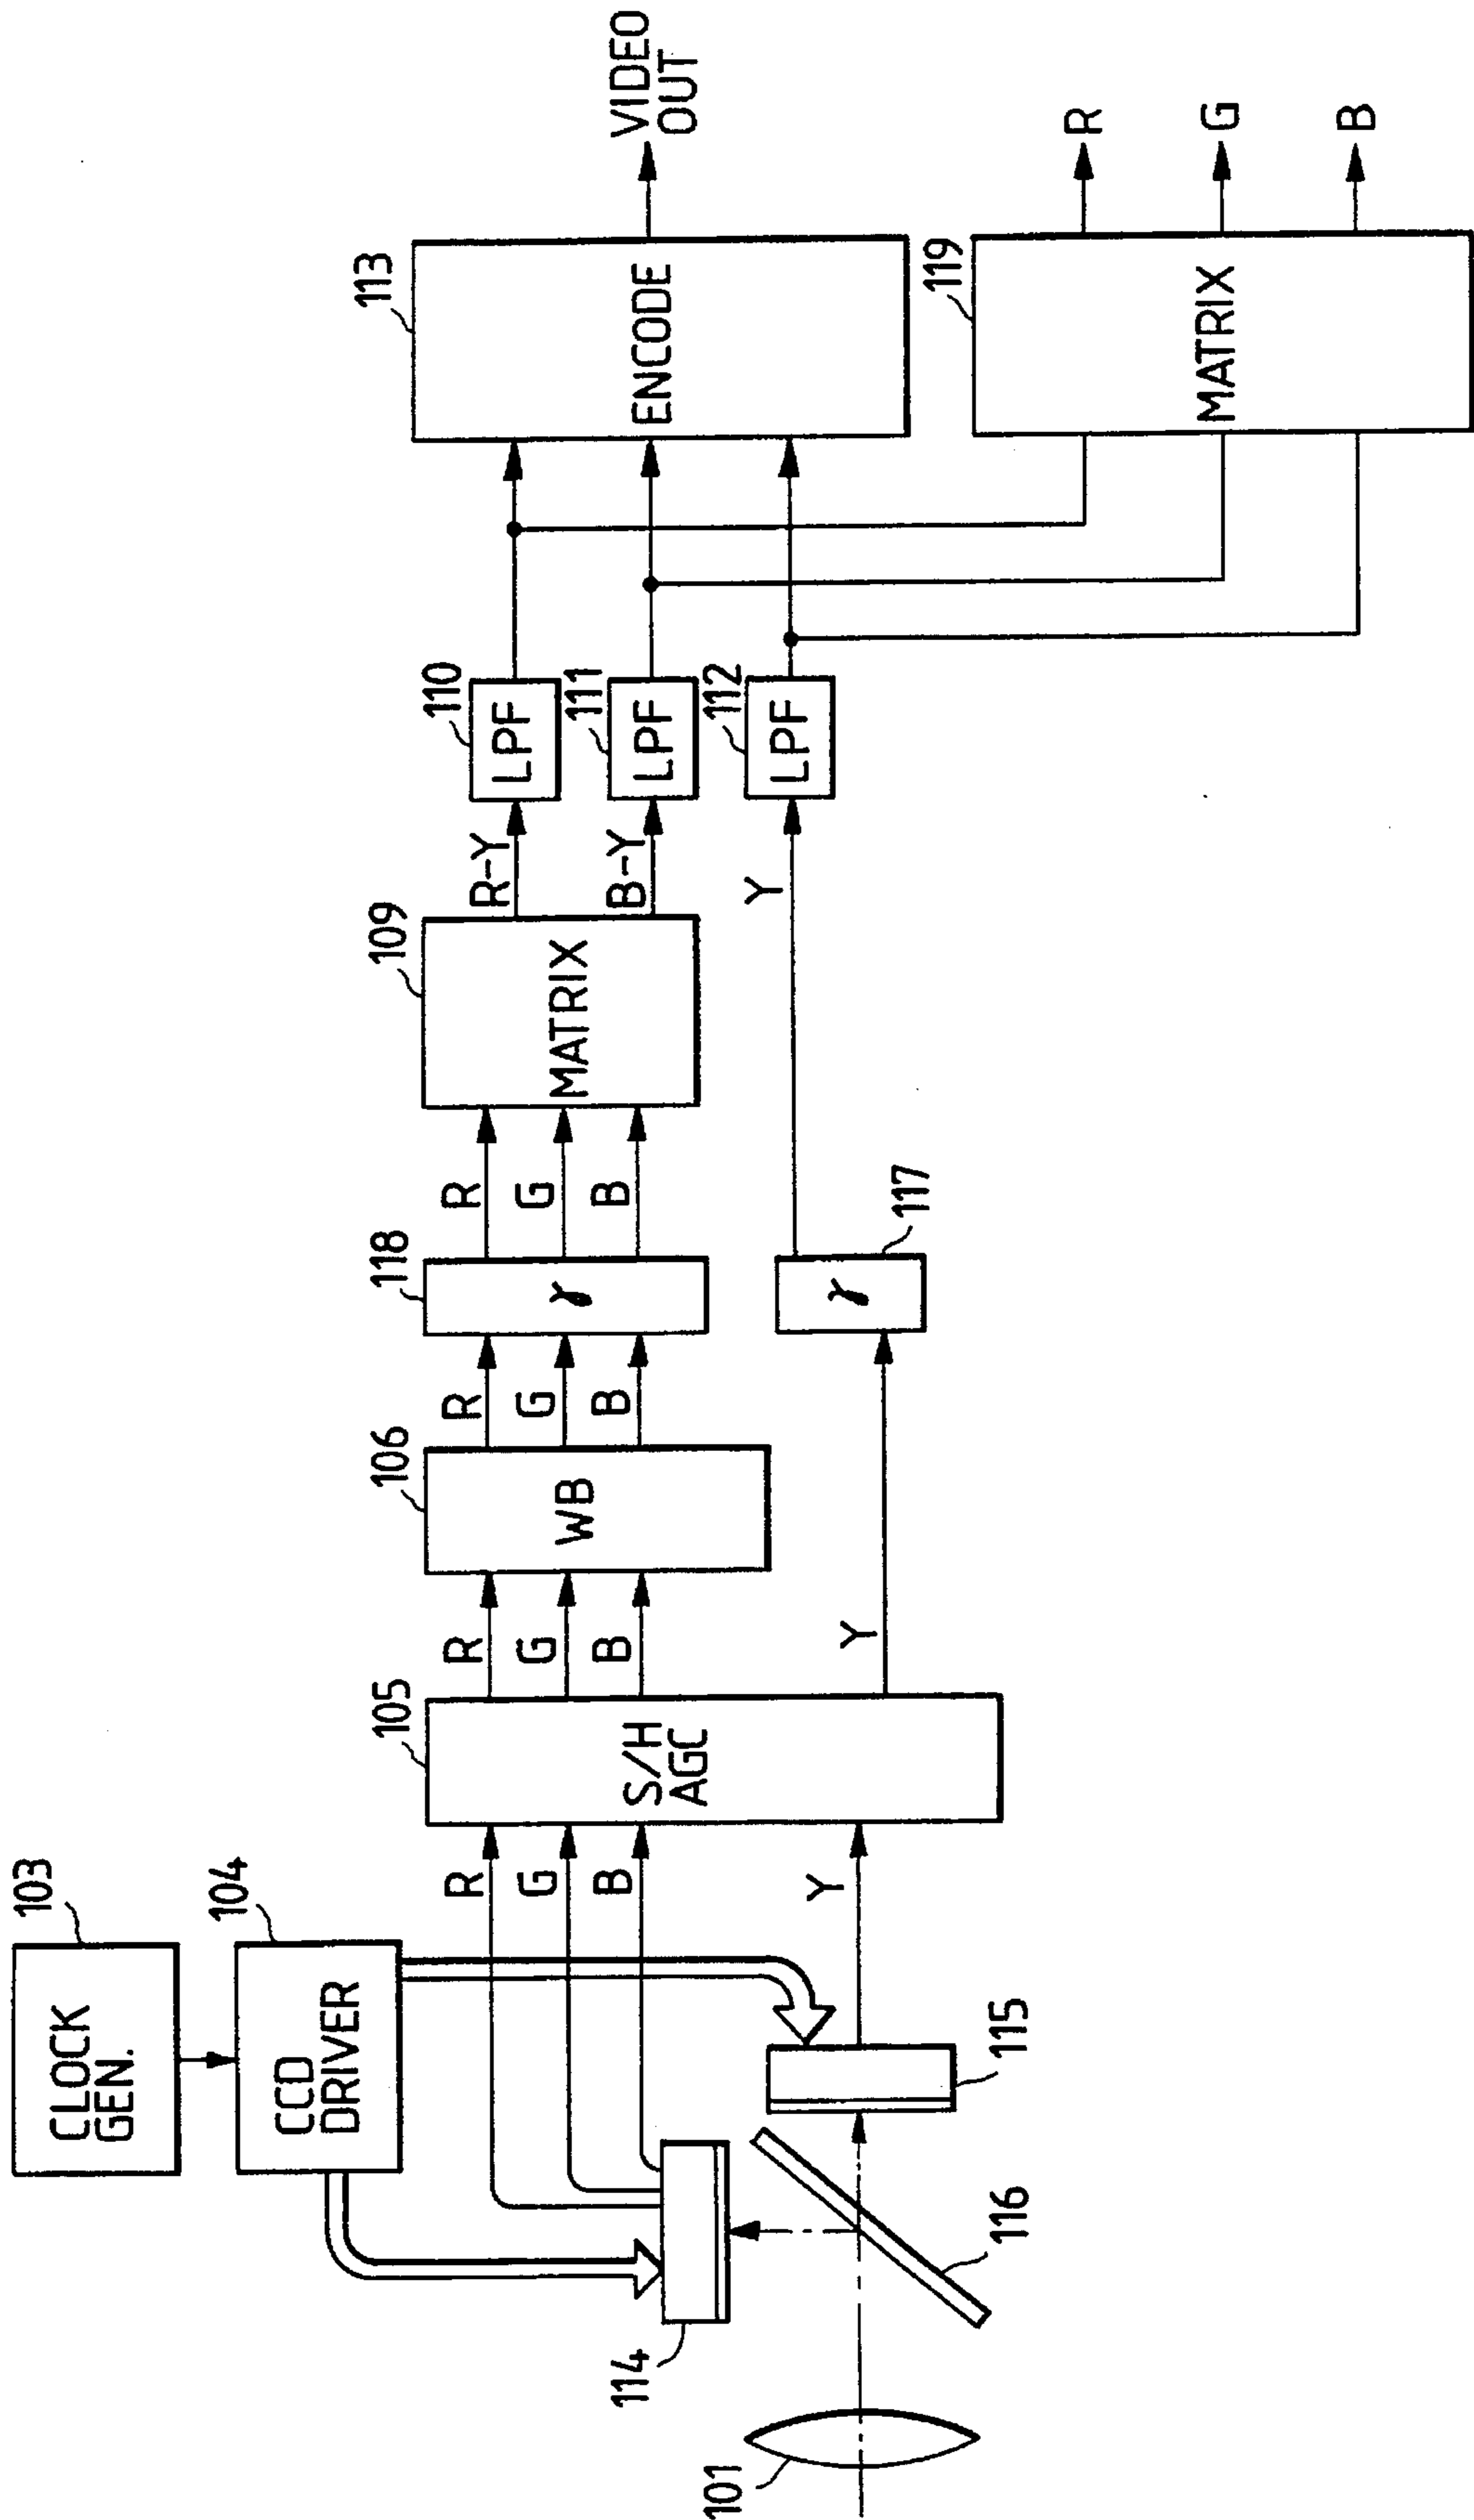 103
CLOCK
GEN.
104
CCD
DRIVER
114
101
116
115
R
G
B
Y
105
S/H
AGC
R
G
B
Y
106
WB
R
G
B
118
γ
117
γ
R
G
B
109
MATRIX
R-Y
B-Y
Y
110
LPF
111
LPF
112
LPF
113
ENCODE
VIDEO
OUT
119
MATRIX
R
G
B